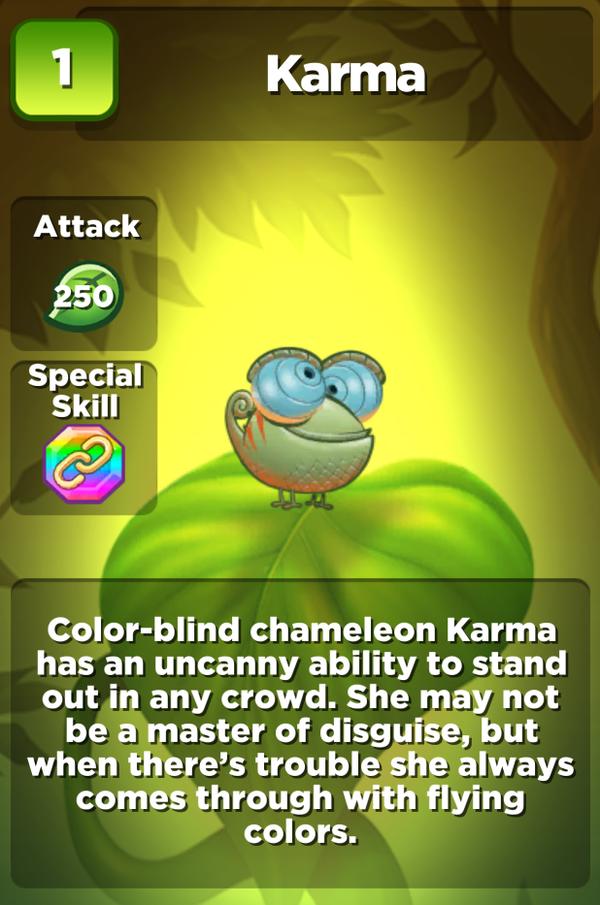 1
Karma
Attack
250
Special
Skill
Color-blind chameleon Karma
has an uncanny ability to stand
out in any crowd. She may not
be a master of disguise, but
when there’s trouble she always
comes through with flying
colors.